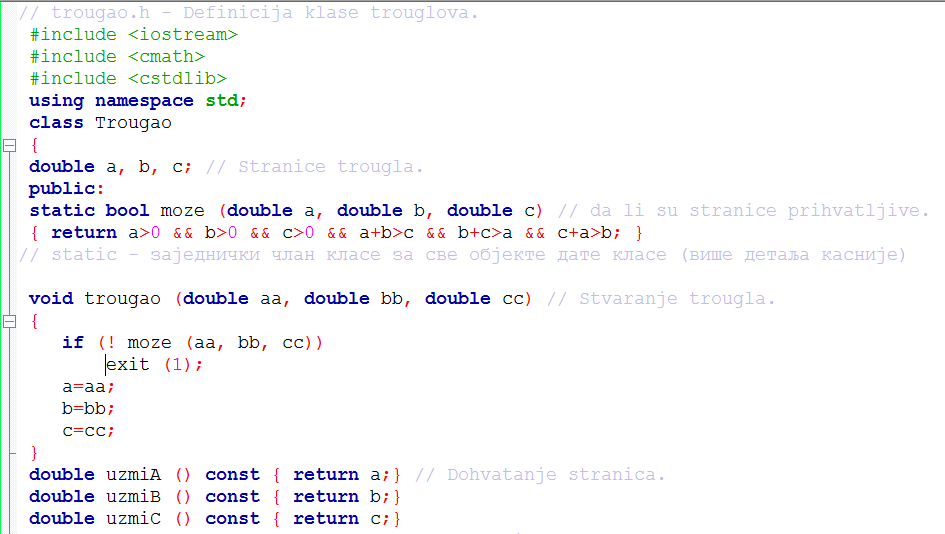 // trougao.h - Definicija klase trouglova.
#include <iostream>
#include <cmath>
#include <cstdlib>
using namespace std;
class Trougao
{
double a, b, c; // Stranice trougla.
public:
static bool moze (double a, double b, double c) // da li su stranice prihvatljive.
{ return a>0 && b>0 && c>0 && a+b>c && b+c>a && c+a>b; }
// static - заједнички члан класе за све објекте дате класе (више детаља касније)
void trougao (double aa, double bb, double cc) // Stvaranje trougla.
{
if (! moze (aa, bb, cc))
exit (1);
a=aa;
b=bb;
c=cc;
}
double uzmiA () const { return a;} // Dohvatanje stranica.
double uzmiB () const { return b;}
double uzmiC () const { return c;}